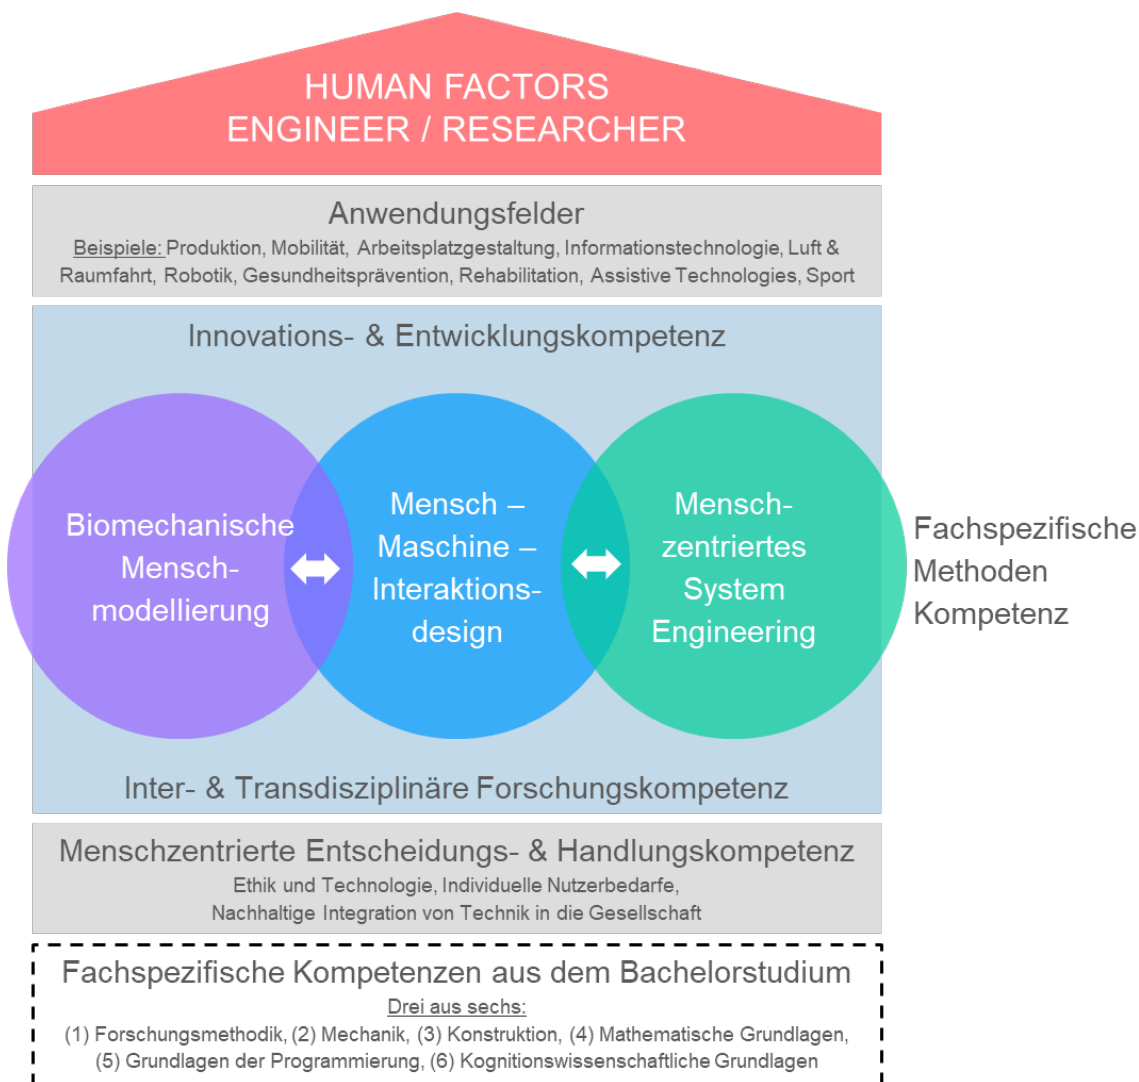 HUMAN FACTORS
ENGINEER / RESEARCHER
Anwendungsfelder
Beispiele: Produktion, Mobilität, Arbeitsplatzgestaltung, Informationstechnologie, Luft &
Raumfahrt, Robotik, Gesundheitsprävention, Rehabilitation, Assistive Technologies, Sport
Innovations- & Entwicklungskompetenz
Biomechanische
Mensch-
modellierung
Mensch –
Maschine –
Interaktions-
design
Mensch-
zentriertes
System
Engineering
Fachspezifische
Methoden
Kompetenz
Inter- & Transdisziplinäre Forschungskompetenz
Menschzentrierte Entscheidungs- & Handlungskompetenz
Ethik und Technologie, Individuelle Nutzerbedarfe,
Nachhaltige Integration von Technik in die Gesellschaft
Fachspezifische Kompetenzen aus dem Bachelorstudium
Drei aus sechs:
(1) Forschungsmethodik, (2) Mechanik, (3) Konstruktion, (4) Mathematische Grundlagen,
(5) Grundlagen der Programmierung, (6) Kognitionswissenschaftliche Grundlagen